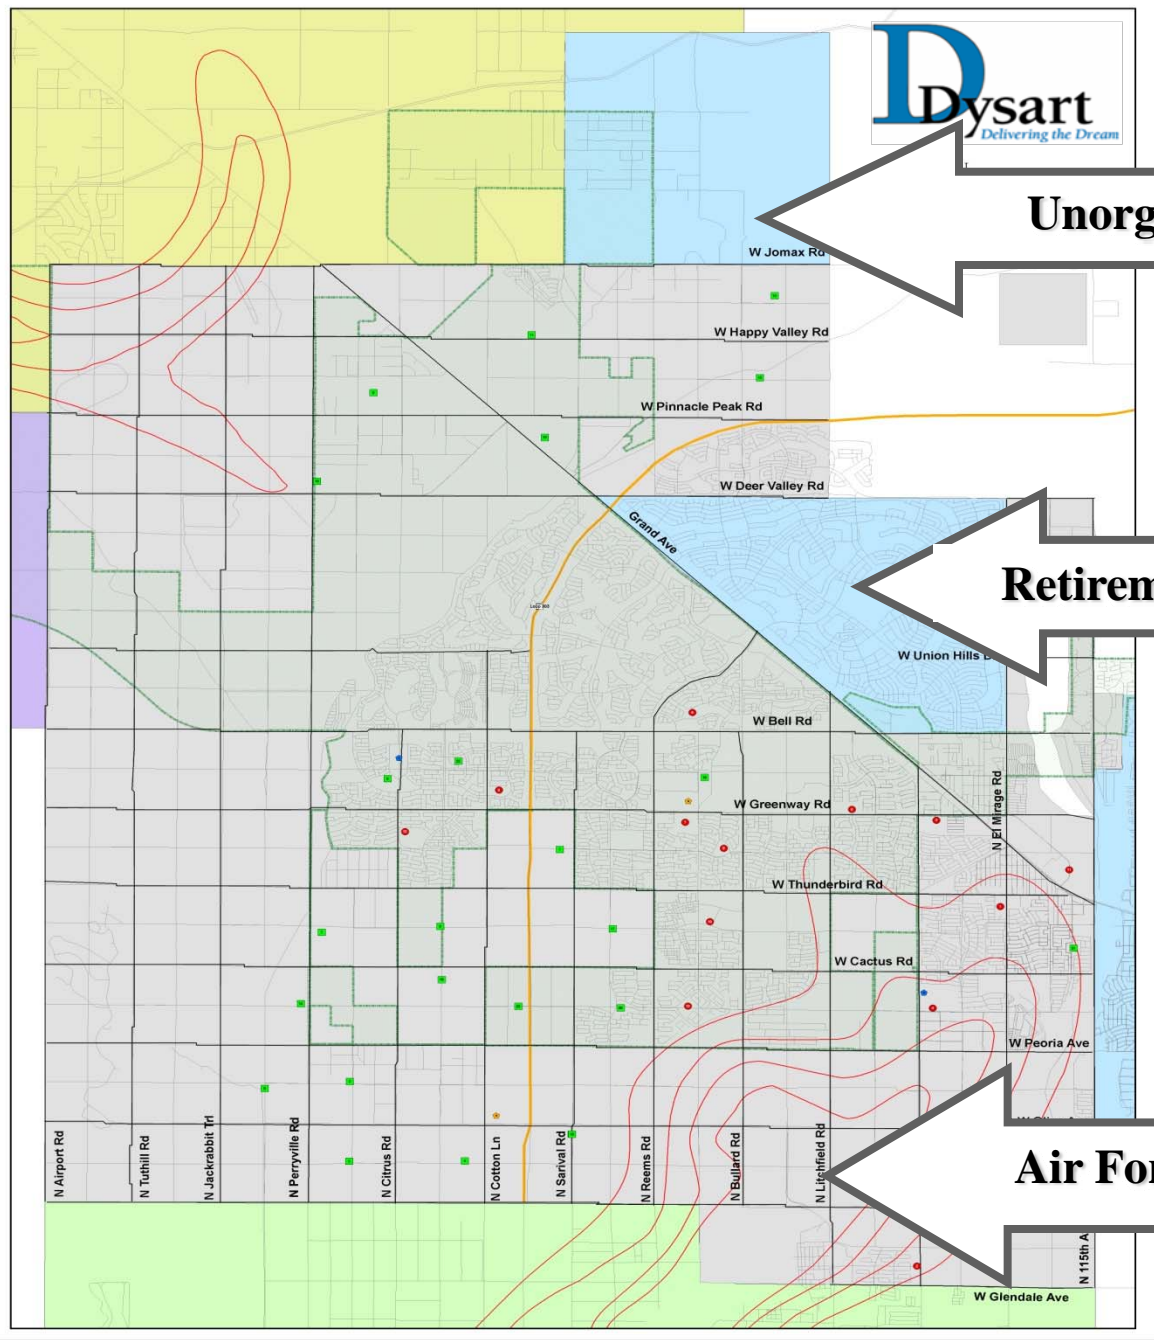 Dysart
Delivering the Dream
Unorg
W Jomax Rd
W Happy Valley Rd
W Pinnacle Peak Rd
W Deer Valley Rd
Grand Ave
Retirem
W Union Hills
W Bell Rd
W Greenway Rd
N El Mirage Rd
W Thunderbird Rd
W Cactus Rd
W Peoria Ave
Air For
N Airport Rd
N Tuthill Rd
N Jackrabbit Trl
N Perryville Rd
N Citrus Rd
N Cotton Ln
N Sarival Rd
N Reems Rd
N Bullard Rd
N Litchfield Rd
N 115th A
W Glendale Ave